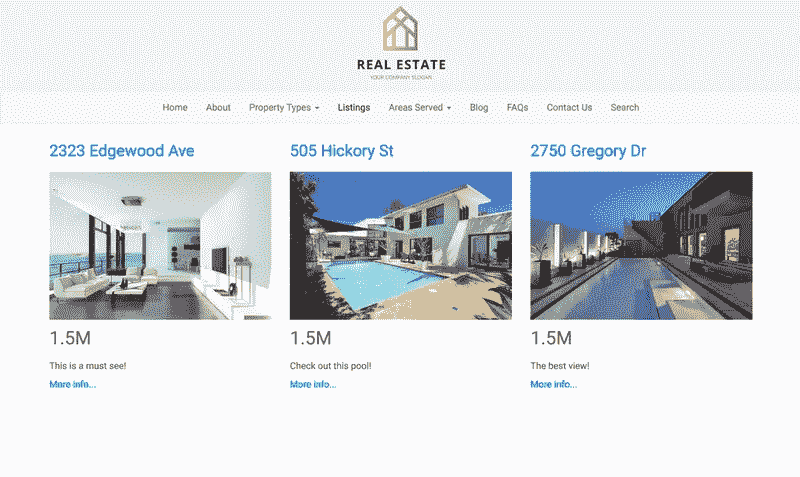 REAL ESTATE
YOUR COMPANY SLOGAN
Home About Property Types Listings Areas Served Blog FAQs Contact Us Search
2323 Edgewood Ave 505 Hickory St 2750 Gregory Dr
1.5M 1.5M 1.5M
This is a must see! Check out this pool! The best view!
More info... More info... More info...